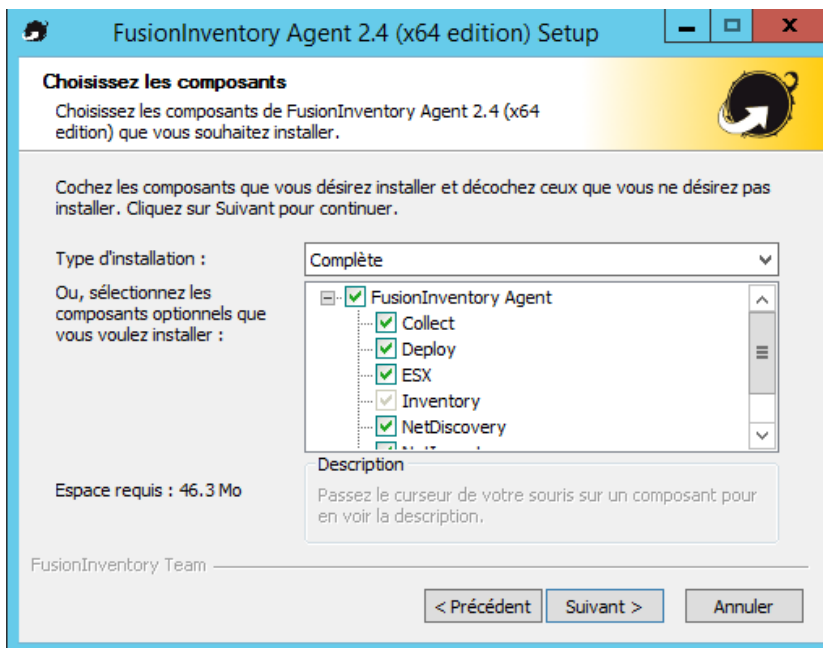 FusionInventory Agent 2.4 (x64 edition) Setup
Choisissez les composants
Choisissez les composants de FusionInventory Agent 2.4 (x64
edition) que vous souhaitez installer.
Cochez les composants que vous désirez installer et décochez ceux que vous ne désirez pas
installer. Cliquez sur Suivant pour continuer.
Type d'installation :
Complète
Ou, sélectionnez les
composants optionnels que
vous voulez installer :
FusionInventory Agent
Collect
Deploy
ESX
Inventory
NetDiscovery
Espace requis : 46.3 Mo
Description
Passez le curseur de votre souris sur un composant pour
en voir la description.
FusionInventory Team
< Précédent
Suivant >
Annuler